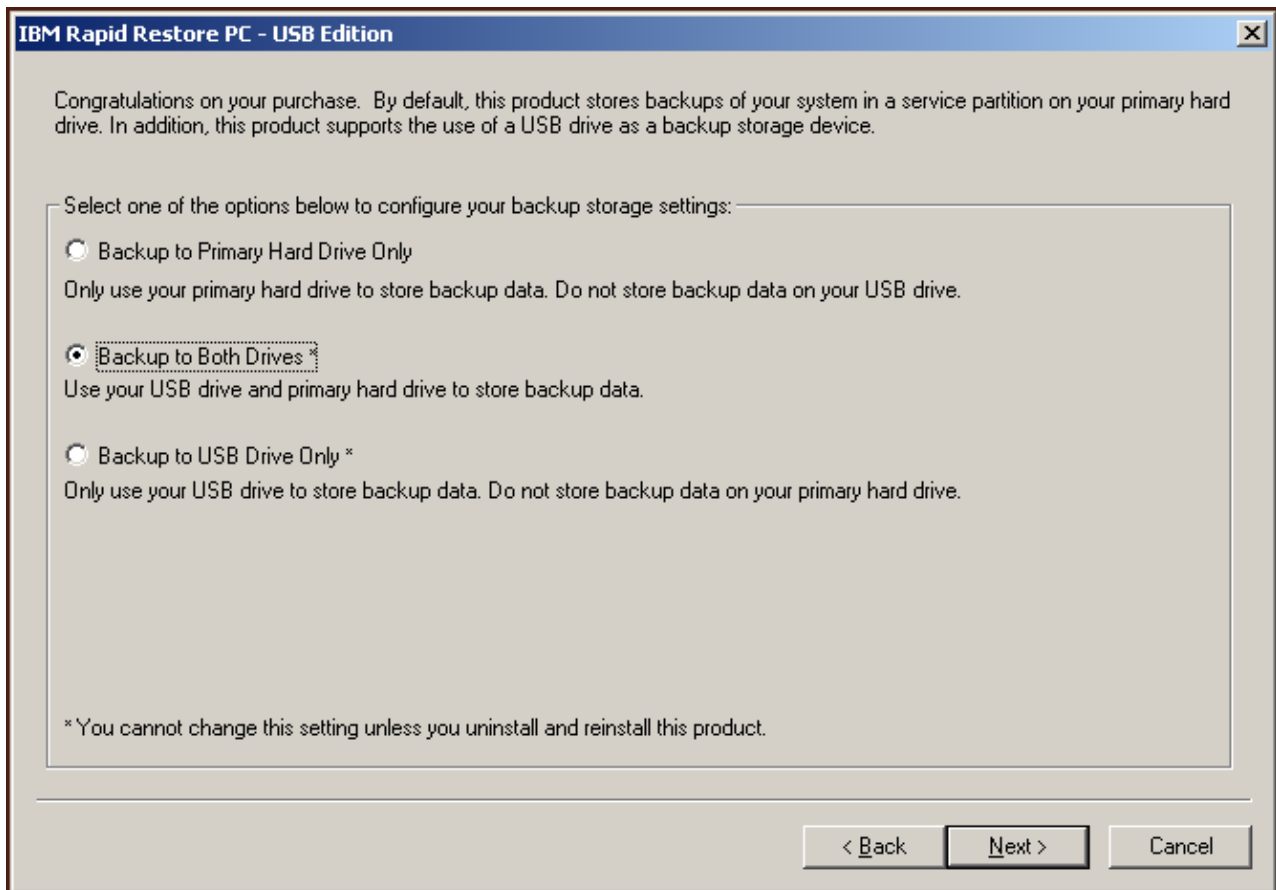 IBM Rapid Restore PC - USB Edition
Congratulations on your purchase. By default, this product stores backups of your system in a service partition on your primary hard
drive. In addition, this product supports the use of a USB drive as a backup storage device.
Select one of the options below to configure your backup storage settings:
Backup to Primary Hard Drive Only
Only use your primary hard drive to store backup data. Do not store backup data on your USB drive.
Backup to Both Drives *
Use your USB drive and primary hard drive to store backup data.
Backup to USB Drive Only *
Only use your USB drive to store backup data. Do not store backup data on your primary hard drive.
* You cannot change this setting unless you uninstall and reinstall this product.
< Back Next > Cancel